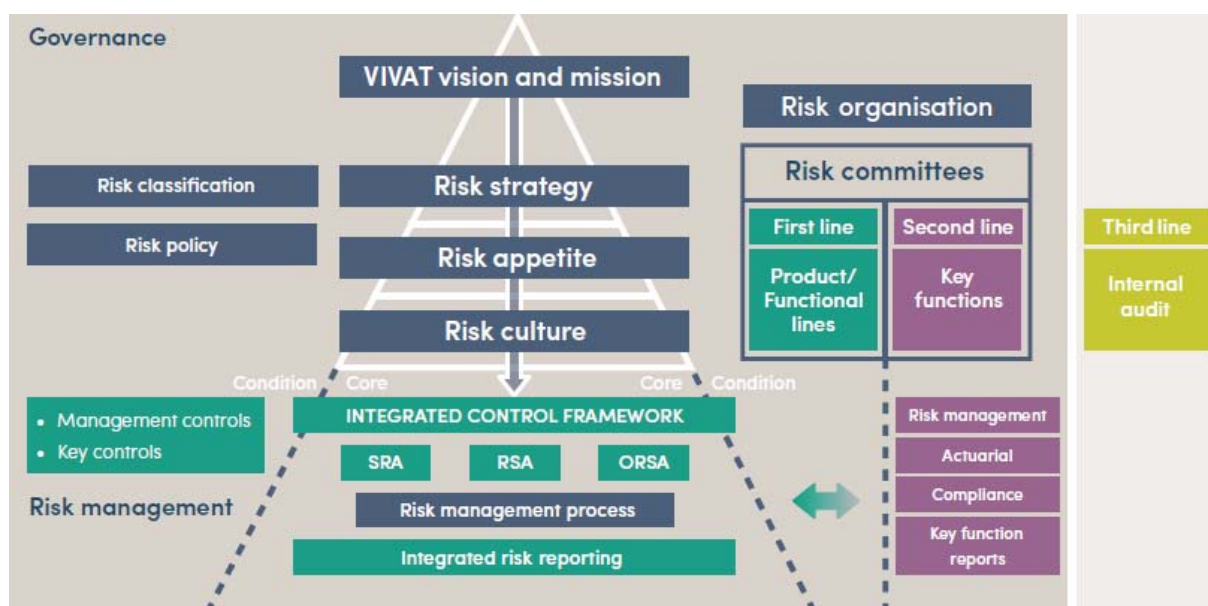 Governance
VIVAT vision and mission
Risk organisation
Risk committees
Risk classification
Risk strategy
Risk policy
Risk appetite
Risk culture
First line
Second line
Third line
Product/
Functional
lines
Key
functions
Internal
audit
Condition
Core
Core
Condition
• Management controls
• Key controls
INTEGRATED CONTROL FRAMEWORK
SRA
RSA
ORSA
Risk management
Risk management process
Integrated risk reporting
Risk management
Actuarial
Compliance
Key function
reports